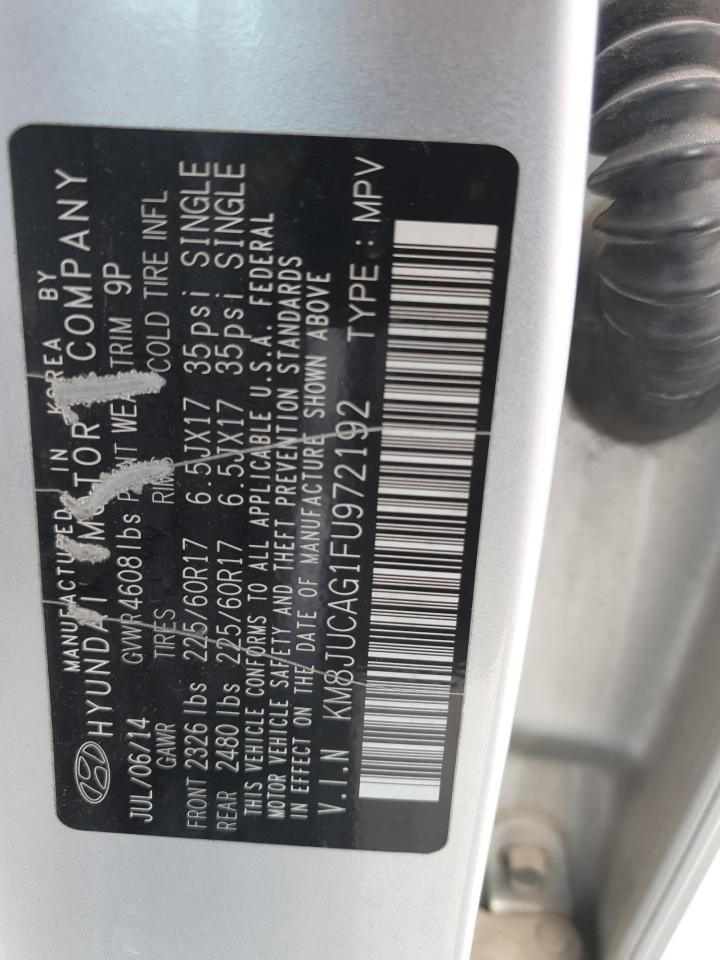 MANUFACTURED IN KOREA BY
HYUNDAI MOTOR COMPANY
JUL/06/14 GVWR 4608lbs PAINT WEA TRIM 9P
GAWR TIRES RIMS COLD TIRE INFL
FRONT 2326 lbs 225/60R17 6.5JX17 35psi SINGLE
REAR 2480 lbs 225/60R17 6.5JX17 35psi SINGLE
THIS VEHICLE CONFORMS TO ALL APPLICABLE U.S.A. FEDERAL
MOTOR VEHICLE SAFETY AND THEFT PREVENTION STANDARDS
IN EFFECT ON THE DATE OF MANUFACTURE SHOWN ABOVE
V.I.N KM8JUCAG1FU972192 TYPE : MPV